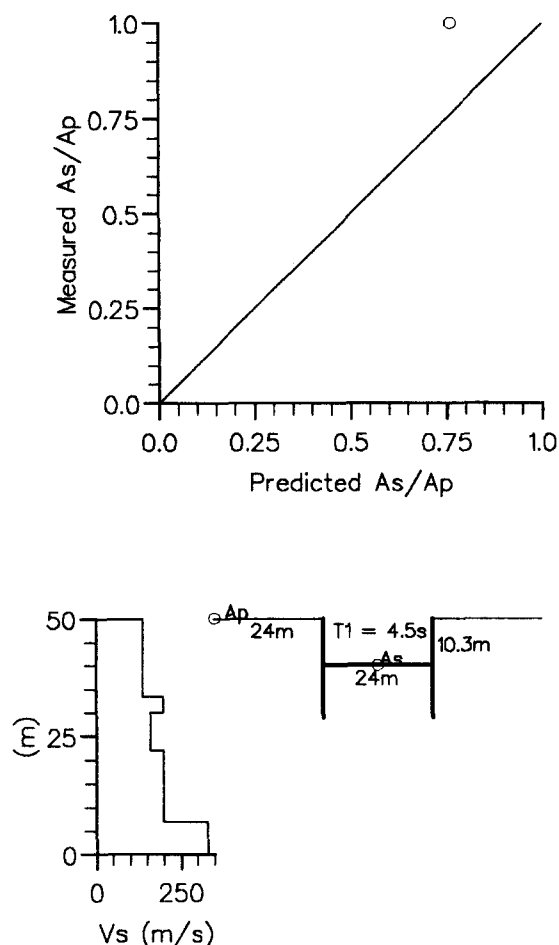 1.0
0.75
0.5
0.25
0.0
Measured As/Ap
0.0 0.25 0.5 0.75 1.0
Predicted As/Ap
50
25
0
(m)
0 250
Vs (m/s)
Ap
24m
T1 = 4.5s
10.3m
As
24m